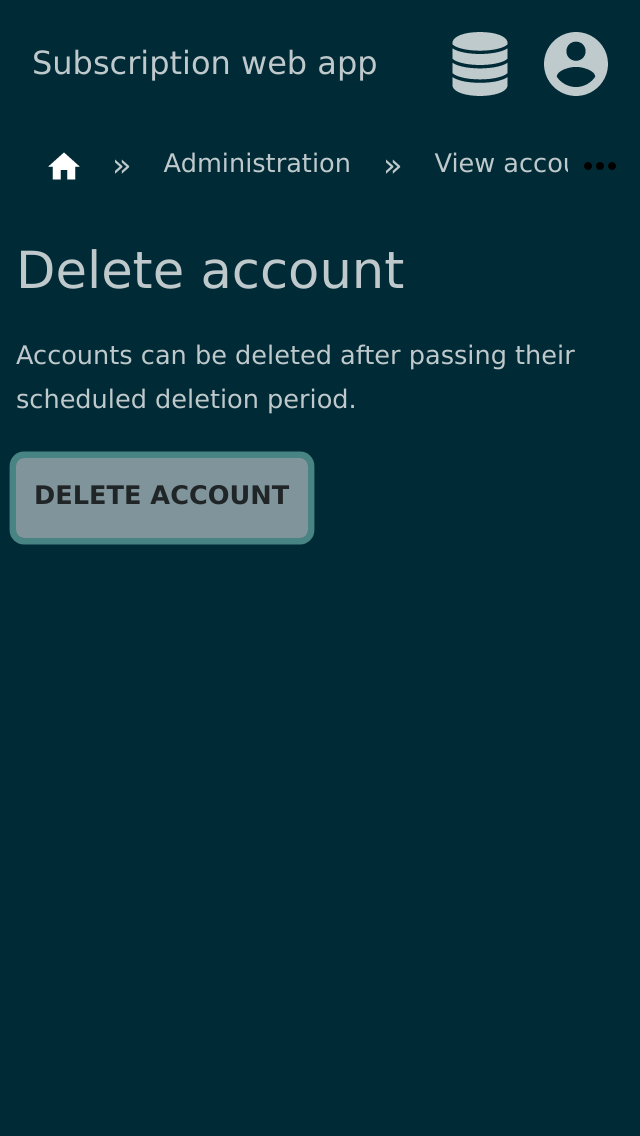 Subscription web app
» Administration » View accou
Delete account
Accounts can be deleted after passing their
scheduled deletion period.
DELETE ACCOUNT